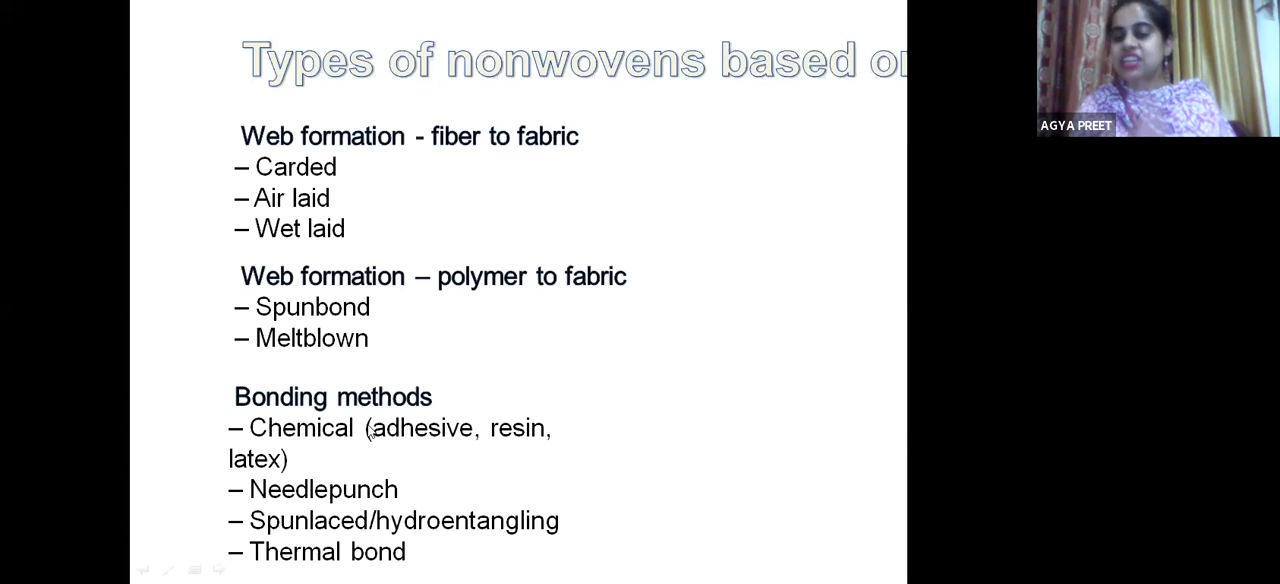 Types of nonwovens based or
AGYA PREET
Web formation - fiber to fabric
– Carded
– Air laid
– Wet laid
Web formation – polymer to fabric
– Spunbond
– Meltblown
Bonding methods
– Chemical (adhesive, resin,
latex)
– Needlepunch
– Spunlaced/hydroentangling
– Thermal bond